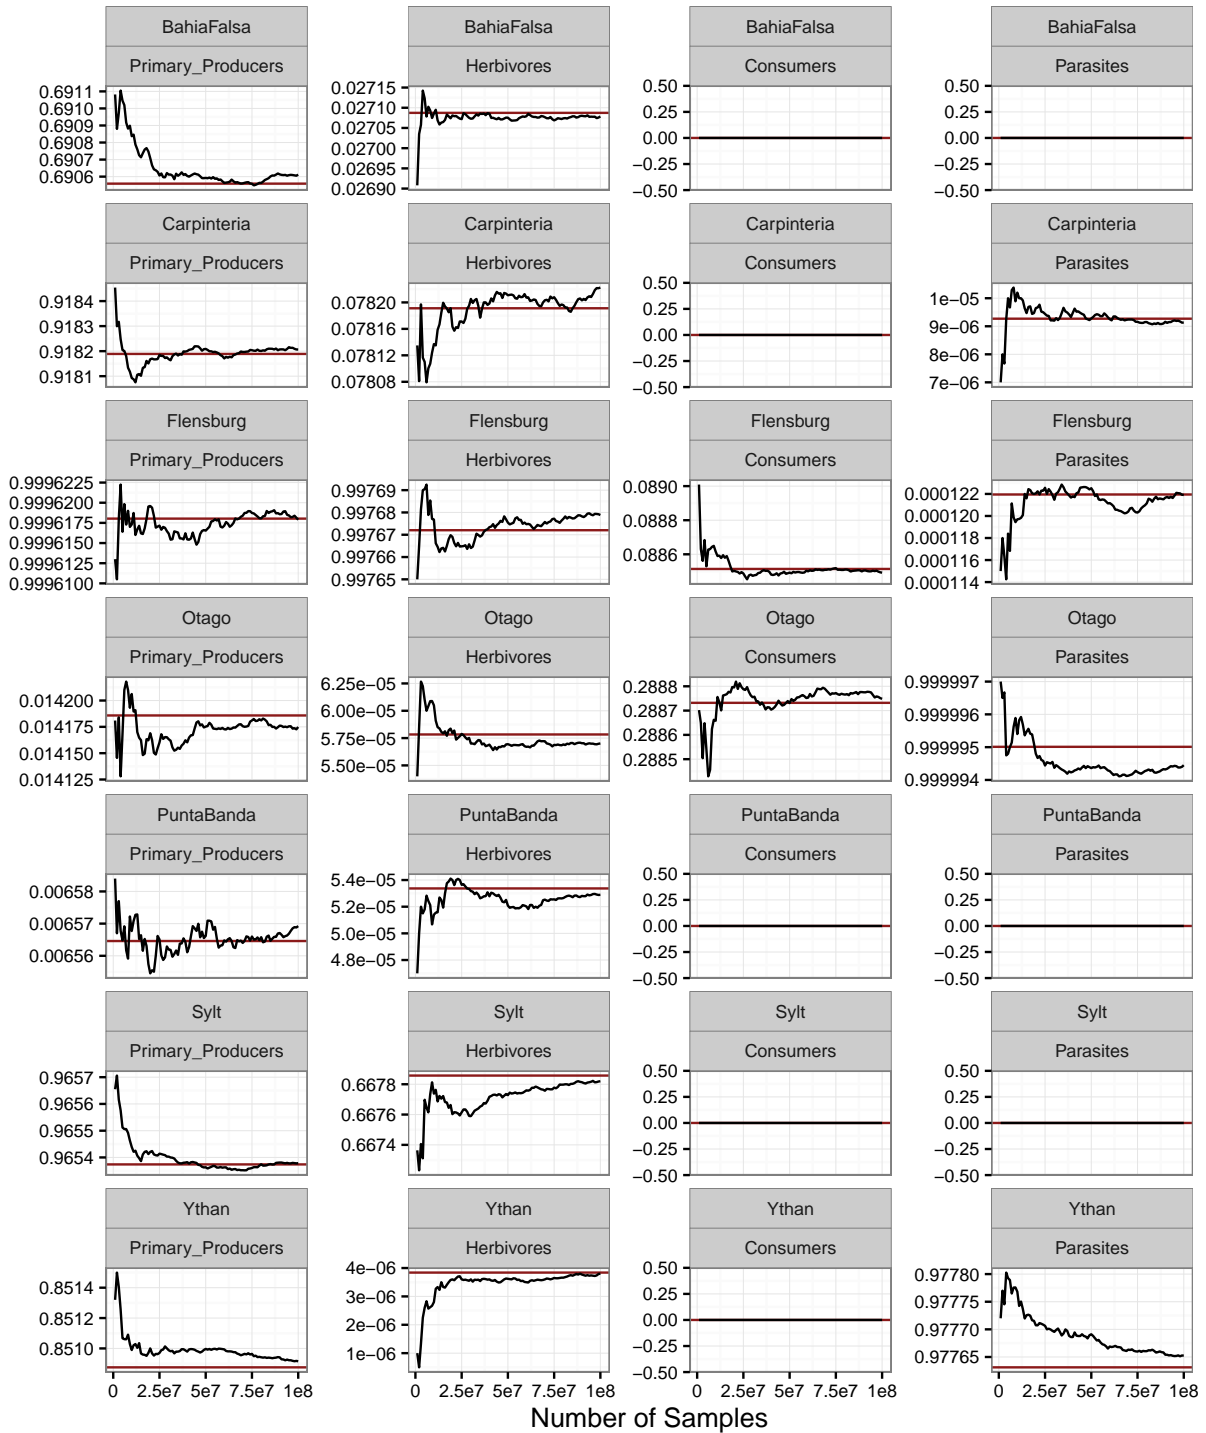 BahiaFalsa BahiaFalsa BahiaFalsa BahiaFalsa
Primary_Producers Herbivores Consumers Parasites
0.6911 0.02715 0.50 0.50
0.6910 0.02710 0.25 0.25
0.6909 0.02705 0.00 0.00
0.6908 0.02700 −0.25 −0.25
0.6907 0.02695 −0.50 −0.50
0.6906 0.02690
Carpinteria Carpinteria Carpinteria Carpinteria
Primary_Producers Herbivores Consumers Parasites
0.9184 0.07820 0.50 1e−05
0.9183 0.07816 0.25 9e−06
0.9182 0.07812 0.00 8e−06
0.9181 0.07808 −0.25 7e−06
−0.50
Flensburg Flensburg Flensburg Flensburg
Primary_Producers Herbivores Consumers Parasites
0.9996225 0.99769 0.0890 0.000122
0.9996200 0.99768 0.0888 0.000120
0.9996175 0.99767 0.0886 0.000118
0.9996150 0.99766 0.000116
0.9996125 0.99765 0.000114
0.9996100
Otago Otago Otago Otago
Primary_Producers Herbivores Consumers Parasites
0.014200 6.25e−05 0.2888 0.999997
0.014175 6.00e−05 0.2887 0.999996
0.014150 5.75e−05 0.2886 0.999995
0.014125 5.50e−05 0.2885 0.999994
PuntaBanda PuntaBanda PuntaBanda PuntaBanda
Primary_Producers Herbivores Consumers Parasites
0.00658 5.4e−05 0.50 0.50
0.00657 5.2e−05 0.25 0.25
0.00656 5.0e−05 0.00 0.00
4.8e−05 −0.25 −0.25
−0.50 −0.50
Sylt Sylt Sylt Sylt
Primary_Producers Herbivores Consumers Parasites
0.9657 0.6678 0.50 0.50
0.9656 0.6676 0.25 0.25
0.9655 0.6674 0.00 0.00
0.9654 −0.25 −0.25
−0.50 −0.50
Ythan Ythan Ythan Ythan
Primary_Producers Herbivores Consumers Parasites
0.8514 4e−06 0.50 0.97780
0.8512 3e−06 0.25 0.97775
0.8510 2e−06 0.00 0.97770
1e−06 −0.25 0.97765
−0.50
0 2.5e7 5e7 7.5e7 1e8 0 2.5e7 5e7 7.5e7 1e8 0 2.5e7 5e7 7.5e7 1e8 0 2.5e7 5e7 7.5e7 1e8
Number of Samples